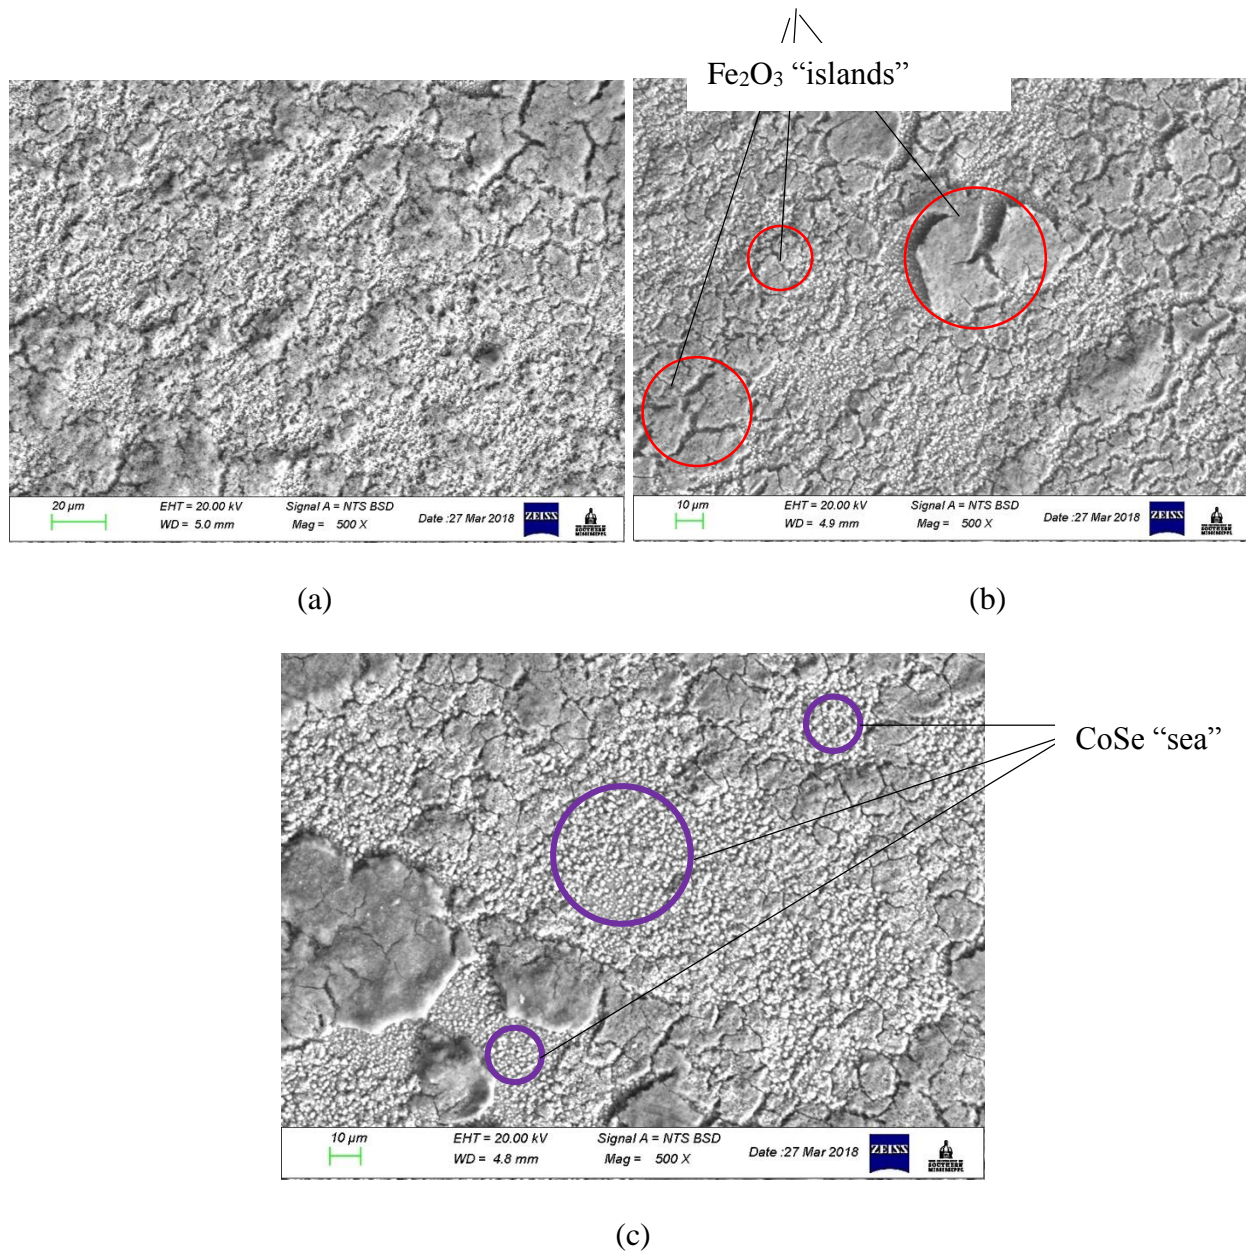 Fe₂O₃ “islands”
20 µm
EHT = 20.00 kV
Signal A = NTS BSD
WD = 5.0 mm
Mag = 500 X
Date :27 Mar 2018
ZEISS
10 µm
EHT = 20.00 kV
Signal A = NTS BSD
WD = 4.9 mm
Mag = 500 X
Date :27 Mar 2018
ZEISS
(a)
(b)
CoSe “sea”
10 µm
EHT = 20.00 kV
Signal A = NTS BSD
WD = 4.8 mm
Mag = 500 X
Date :27 Mar 2018
ZEISS
SOUTHERN
MISSISSIPPI
(c)